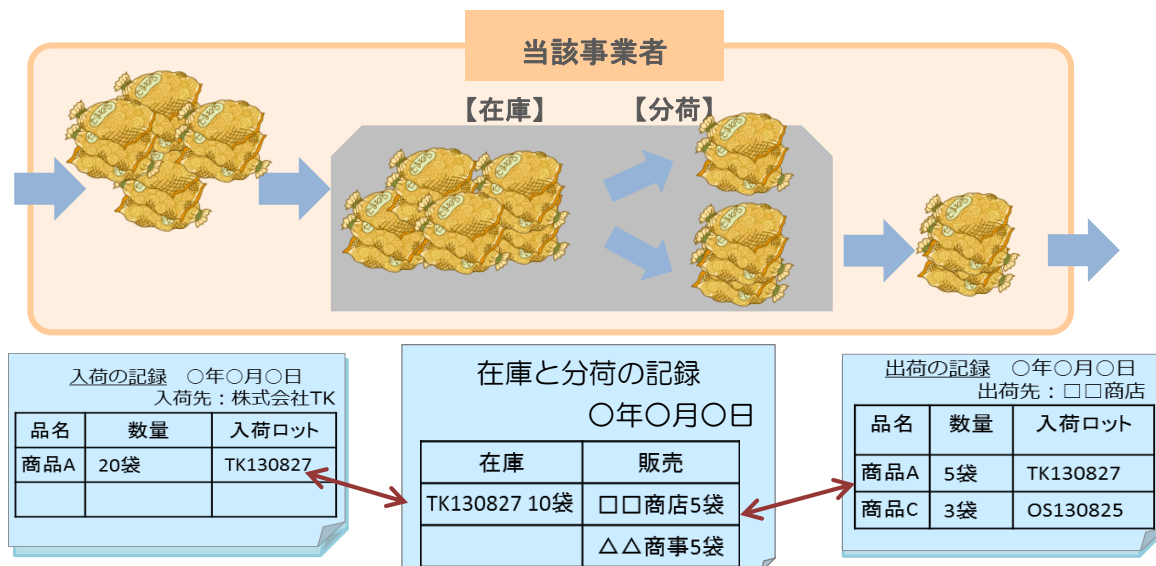 当該事業者
【在庫】 【分荷】
入荷の記録 ○年○月○日
入荷先：株式会社TK
品名 数量 入荷ロット
商品A 20袋 TK130827
在庫と分荷の記録
○年○月○日
在庫 販売
TK130827 10袋 □□商店5袋
△△商事5袋
出荷の記録 ○年○月○日
出荷先：□□商店
品名 数量 入荷ロット
商品A 5袋 TK130827
商品C 3袋 OS130825